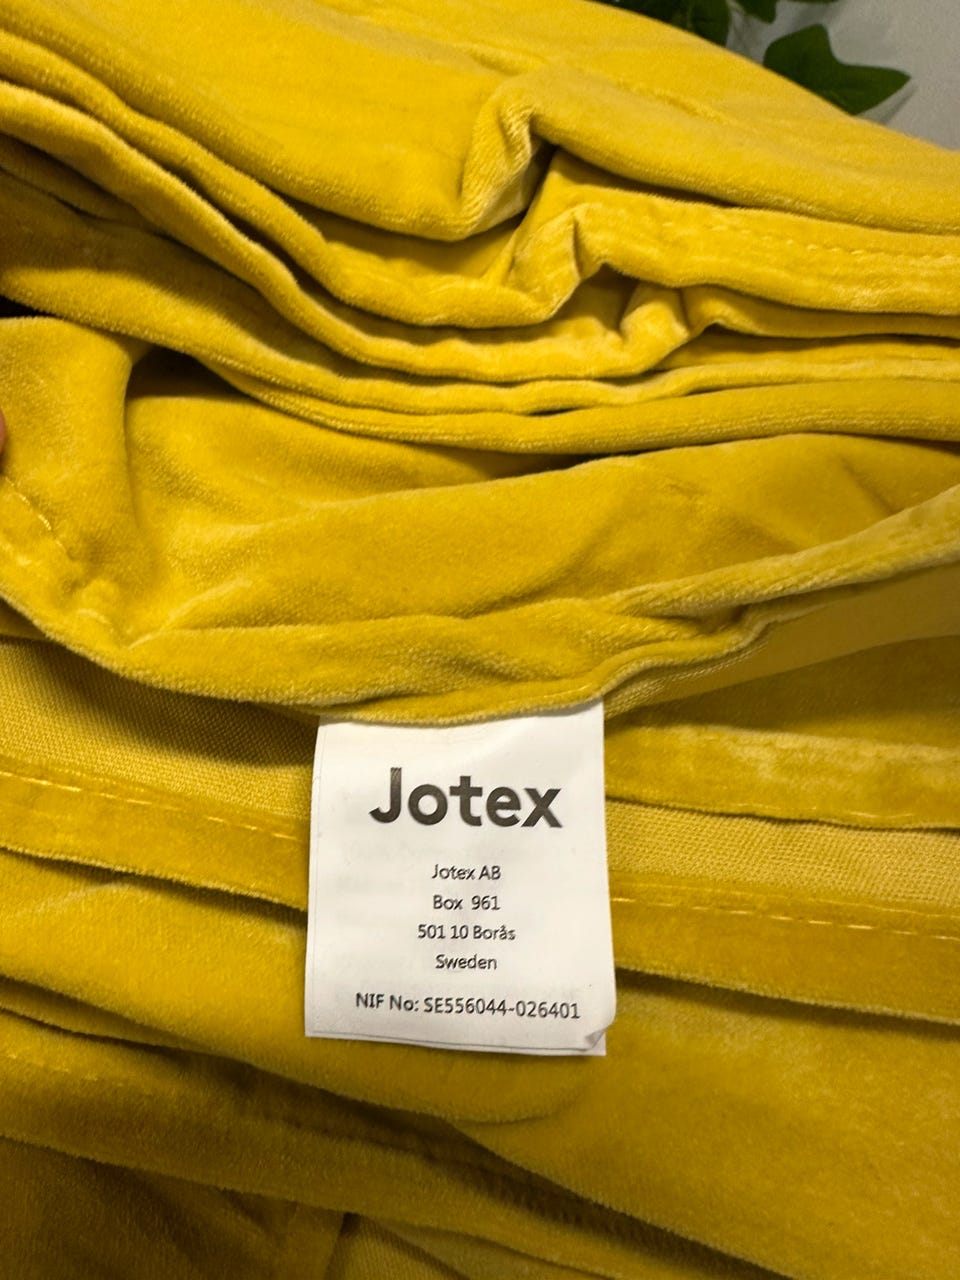 Jotex
Jotex AB
Box 961
501 10 Borås
Sweden
NIF No: SE556044-026401